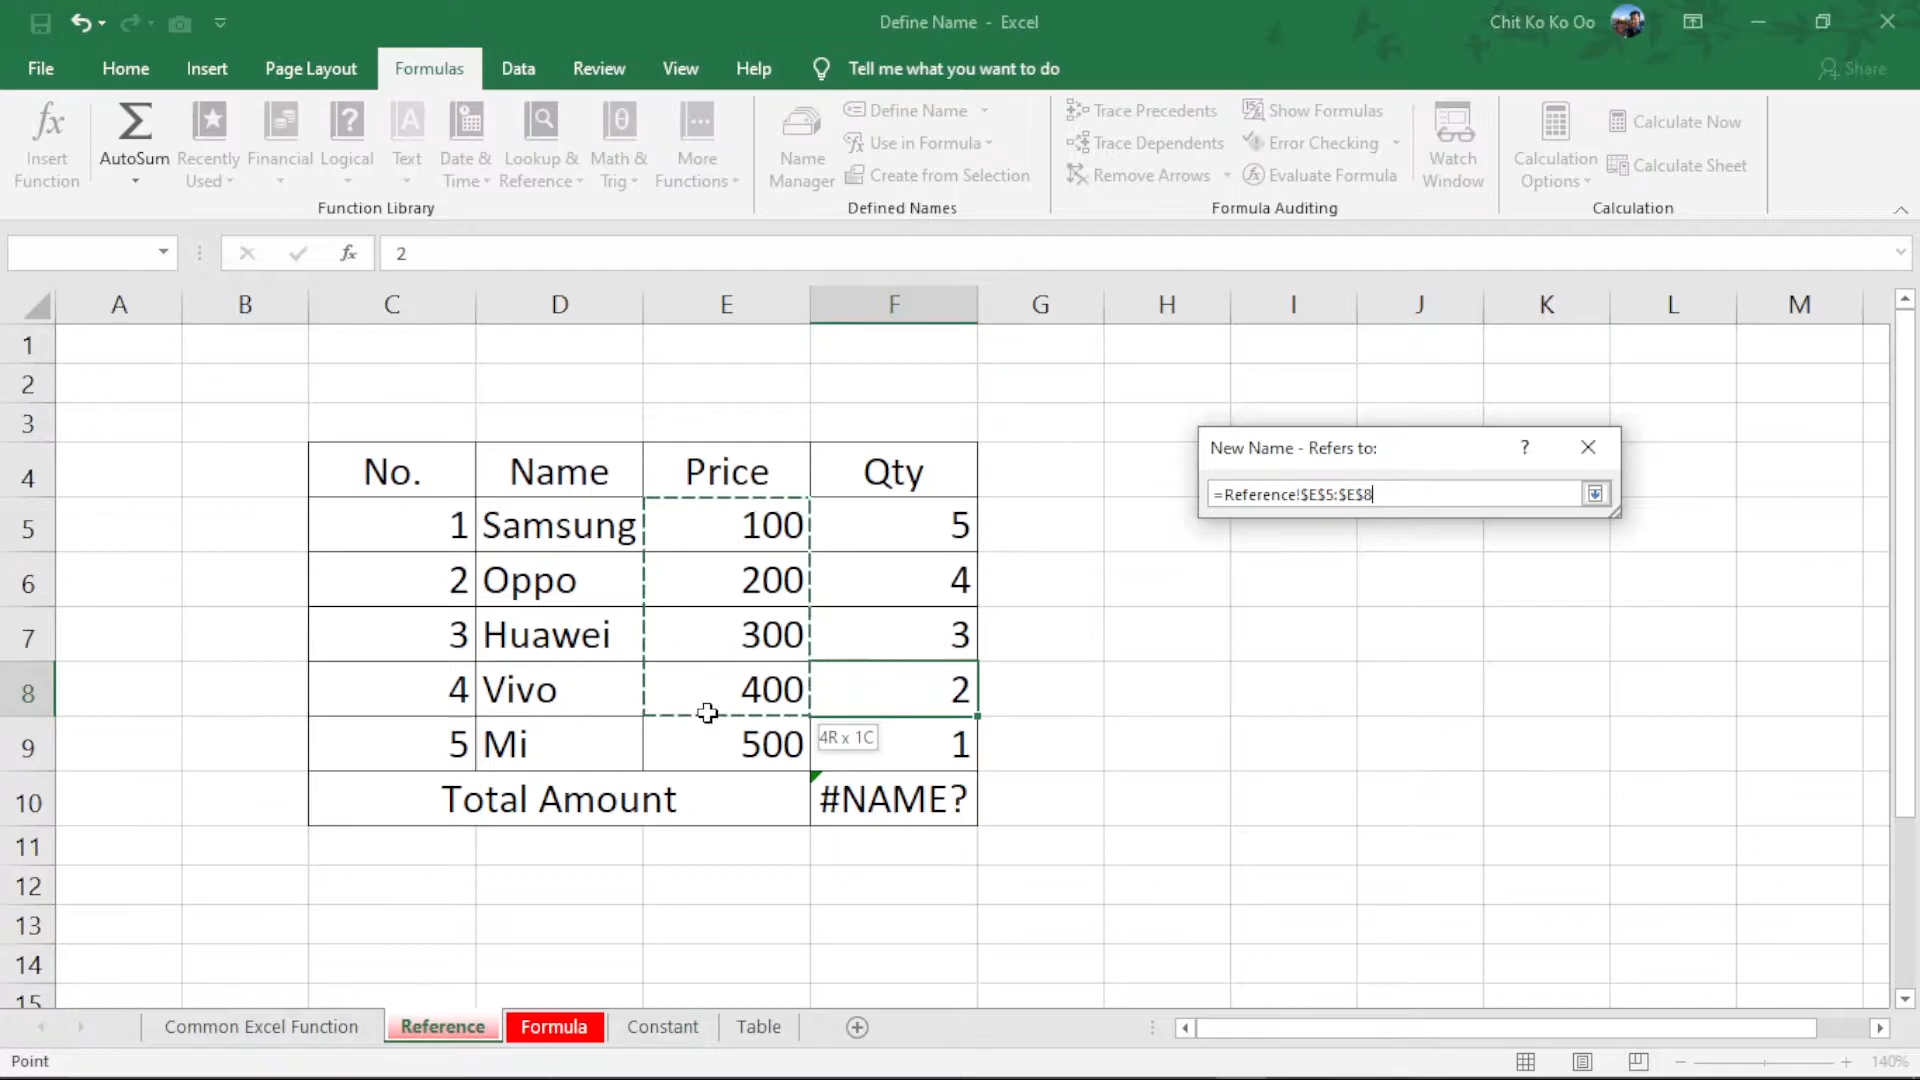 Define Name - Excel
Chit Ko Ko Oo
File Home Insert Page Layout Formulas Data Review View Help Tell me what you want to do Share
Insert Function
AutoSum
Recently Used
Financial
Logical
Text
Date & Time
Lookup & Reference
Math & Trig
More Functions
Function Library
Name Manager
Define Name
Use in Formula
Create from Selection
Defined Names
Trace Precedents
Trace Dependents
Remove Arrows
Show Formulas
Error Checking
Evaluate Formula
Formula Auditing
Watch Window
Calculation Options
Calculate Now
Calculate Sheet
Calculation
fx 2
A B C D E F G H I J K L M
1
2
3
4 No. Name Price Qty
5 1 Samsung 100 5
6 2 Oppo 200 4
7 3 Huawei 300 3
8 4 Vivo 400 2
9 5 Mi 500 1
4R x 1C
10 Total Amount #NAME?
11
12
13
14
15
New Name - Refers to: ?
=Reference!$E$5:$E$8
Common Excel Function Reference Formula Constant Table
Point
140%